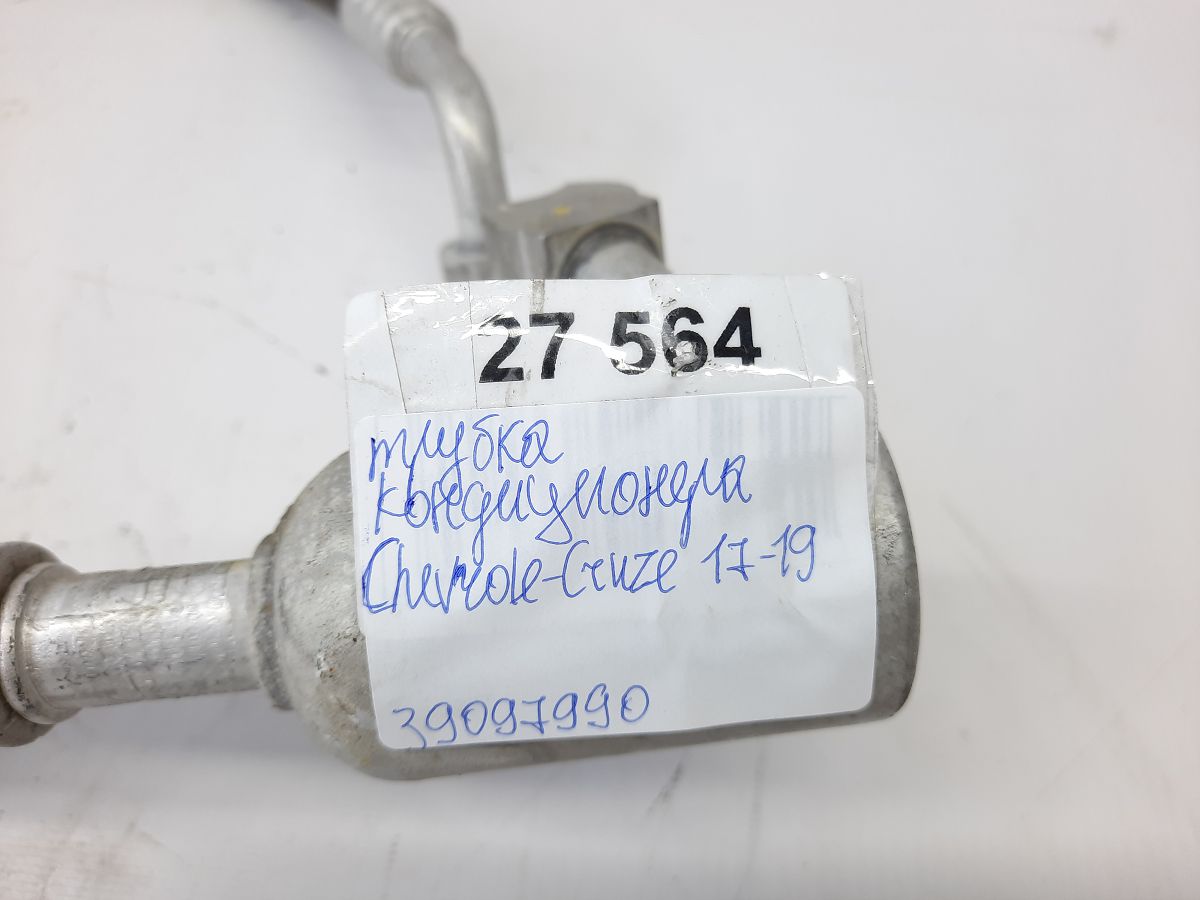 27 564
трубка
кондиционера
Chevrole-Cruze 17-19
39097990